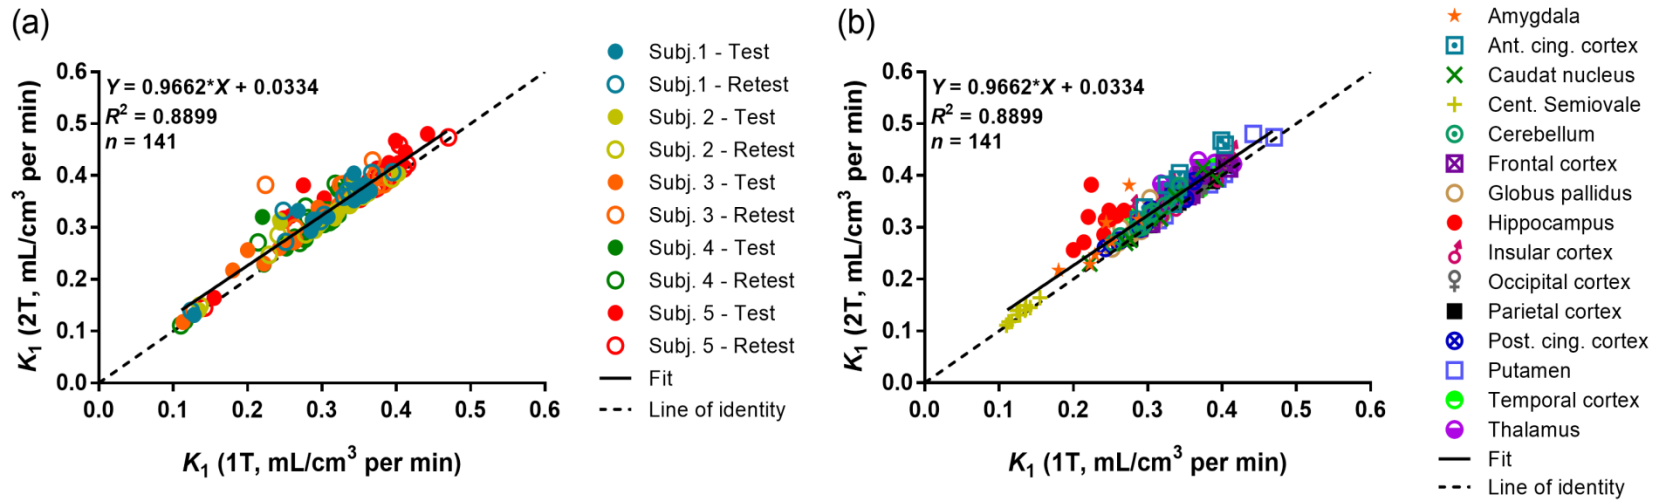 (a)
Y = 0.9662*X + 0.0334
R² = 0.8899
n = 141
K₁ (2T, mL/cm³ per min)
0.6
0.5
0.4
0.3
0.2
0.1
0.0
0.0 0.1 0.2 0.3 0.4 0.5 0.6
K₁ (1T, mL/cm³ per min)
Subj.1 - Test
Subj.1 - Retest
Subj. 2 - Test
Subj. 2 - Retest
Subj. 3 - Test
Subj. 3 - Retest
Subj. 4 - Test
Subj. 4 - Retest
Subj. 5 - Test
Subj. 5 - Retest
Fit
Line of identity
(b)
Y = 0.9662*X + 0.0334
R² = 0.8899
n = 141
K₁ (2T, mL/cm³ per min)
0.6
0.5
0.4
0.3
0.2
0.1
0.0
0.0 0.1 0.2 0.3 0.4 0.5 0.6
K₁ (1T, mL/cm³ per min)
Amygdala
Ant. cing. cortex
Caudat nucleus
Cent. Semiovale
Cerebellum
Frontal cortex
Globus pallidus
Hippocampus
Insular cortex
Occipital cortex
Parietal cortex
Post. cing. cortex
Putamen
Temporal cortex
Thalamus
Fit
Line of identity